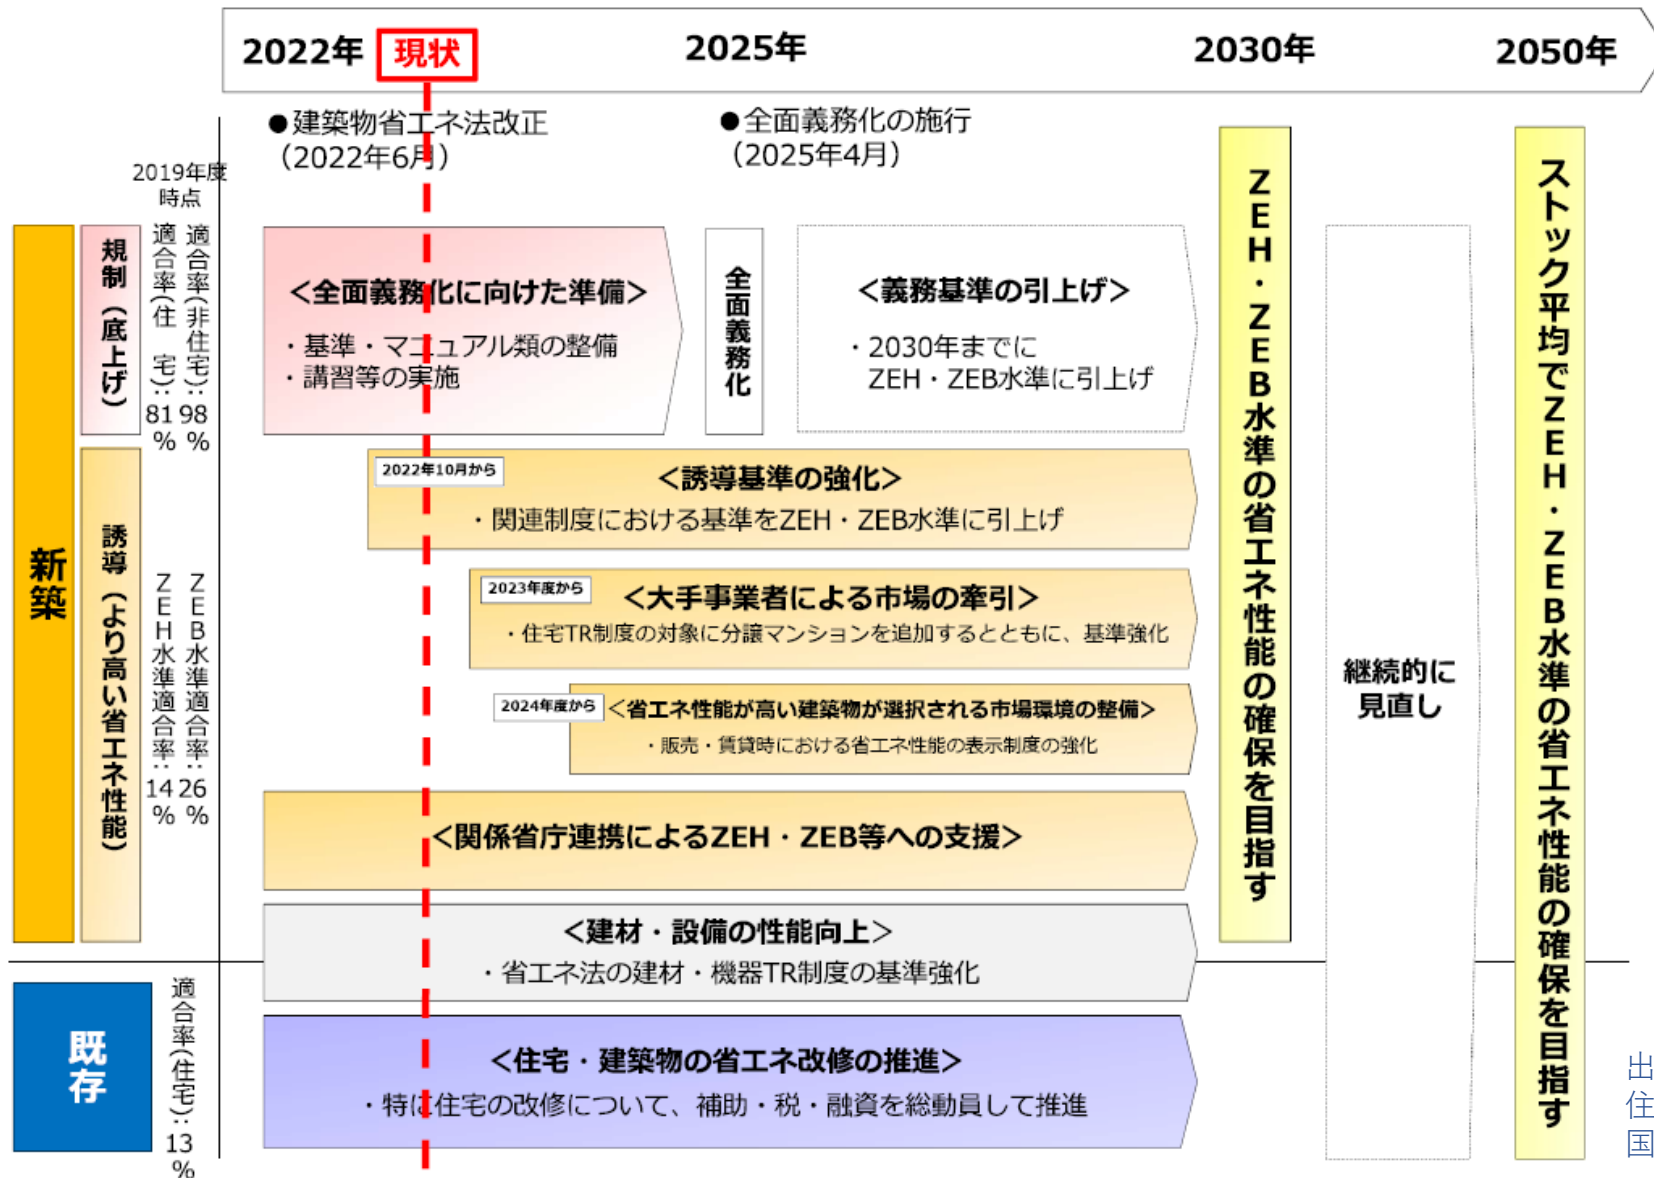 2022年
現状
2025年
2030年
2050年
●建築物省エネ法改正
（2022年6月）
●全面義務化の施行
（2025年4月）
2019年度
時点
新築
規制（底上げ）
適合率(住　宅)：81%
適合率(非住宅)：98%
＜全面義務化に向けた準備＞
・基準・マニュアル類の整備
・講習等の実施
全面義務化
＜義務基準の引上げ＞
・2030年までに
ZEH・ZEB水準に引上げ
誘導（より高い省エネ性能）
ZEH水準適合率：14%
ZEB水準適合率：26%
2022年10月から
＜誘導基準の強化＞
・関連制度における基準をZEH・ZEB水準に引上げ
2023年度から
＜大手事業者による市場の牽引＞
・住宅TR制度の対象に分譲マンションを追加するとともに、基準強化
2024年度から
＜省エネ性能が高い建築物が選択される市場環境の整備＞
・販売・賃貸時における省エネ性能の表示制度の強化
＜関係省庁連携によるZEH・ZEB等への支援＞
＜建材・設備の性能向上＞
・省エネ法の建材・機器TR制度の基準強化
既存
適合率(住宅)：13%
＜住宅・建築物の省エネ改修の推進＞
・特に住宅の改修について、補助・税・融資を総動員して推進
ZEH・ZEB水準の省エネ性能の確保を目指す
継続的に
見直し
ストック平均でZEH・ZEB水準の省エネ性能の確保を目指す
出
住
国